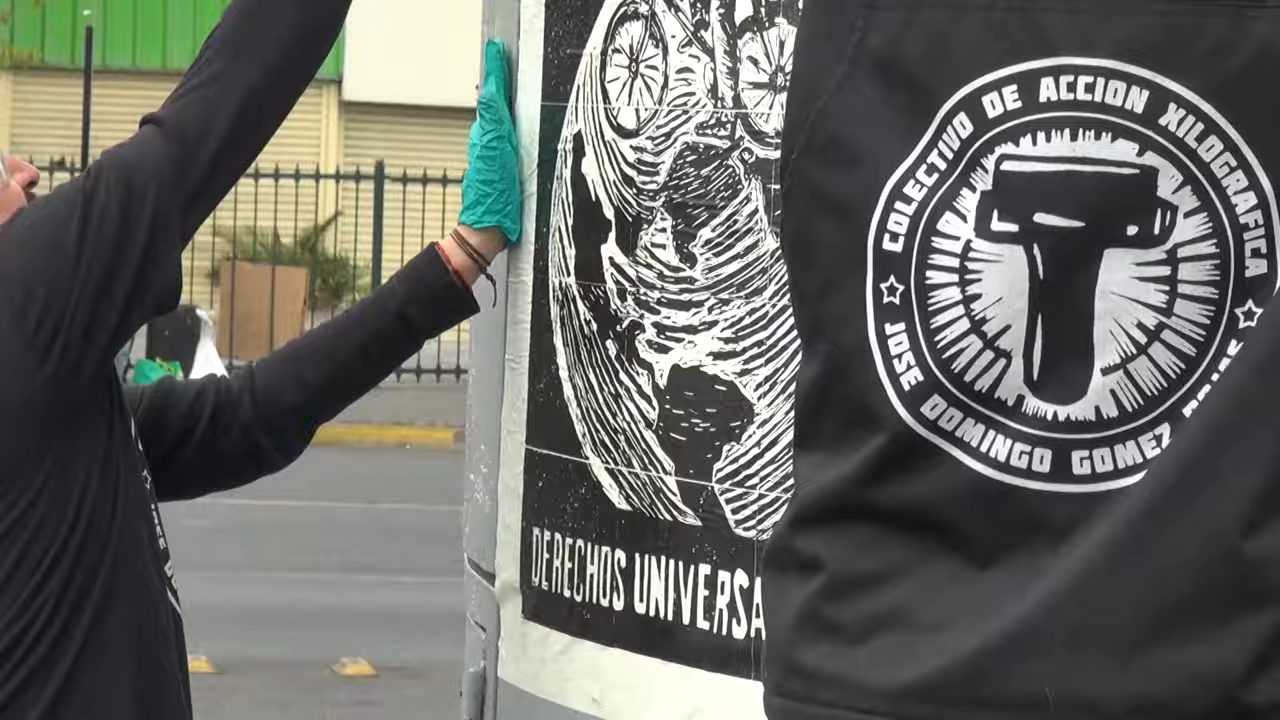 DERECHOS UNIVERSA
COLECTIVO DE ACCION XILOGRAFICA
JOSE DOMINGO GOMEZ